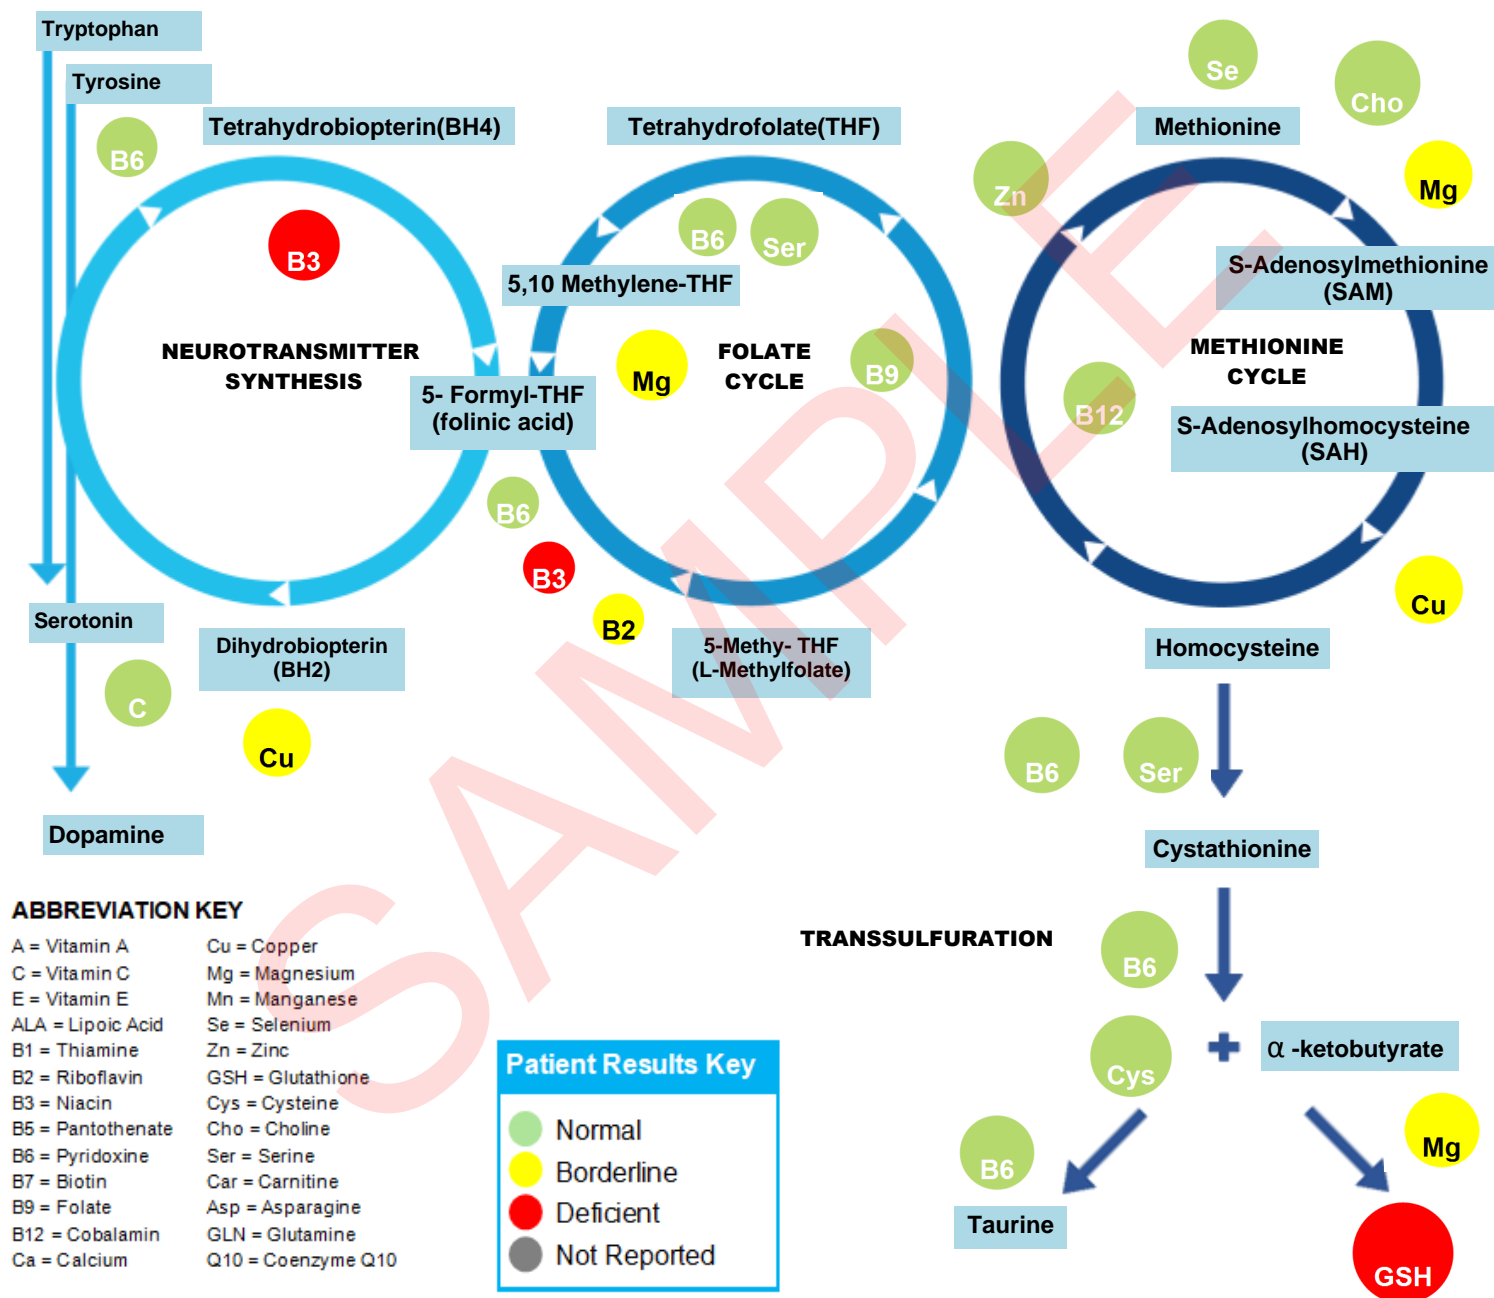 Tryptophan
Tyrosine
B6
Tetrahydrobiopterin(BH4)
B3
NEUROTRANSMITTER
SYNTHESIS
Serotonin
C
Dihydrobiopterin
(BH2)
Cu
Dopamine
Tetrahydrofolate(THF)
B6
Ser
5,10 Methylene-THF
Mg
FOLATE
CYCLE
B9
5- Formyl-THF
(folinic acid)
B6
B3
B2
5-Methy- THF
(L-Methylfolate)
Se
Cho
Methionine
Mg
Zn
S-Adenosylmethionine
(SAM)
METHIONINE
CYCLE
B12
S-Adenosylhomocysteine
(SAH)
Cu
Homocysteine
B6
Ser
Cystathionine
TRANSSULFURATION
B6
Cys
α -ketobutyrate
Mg
B6
Taurine
GSH
ABBREVIATION KEY
A = Vitamin A
C = Vitamin C
E = Vitamin E
ALA = Lipoic Acid
B1 = Thiamine
B2 = Riboflavin
B3 = Niacin
B5 = Pantothenate
B6 = Pyridoxine
B7 = Biotin
B9 = Folate
B12 = Cobalamin
Ca = Calcium
Cu = Copper
Mg = Magnesium
Mn = Manganese
Se = Selenium
Zn = Zinc
GSH = Glutathione
Cys = Cysteine
Cho = Choline
Ser = Serine
Car = Carnitine
Asp = Asparagine
GLN = Glutamine
Q10 = Coenzyme Q10
Patient Results Key
Normal
Borderline
Deficient
Not Reported
SAMPLE